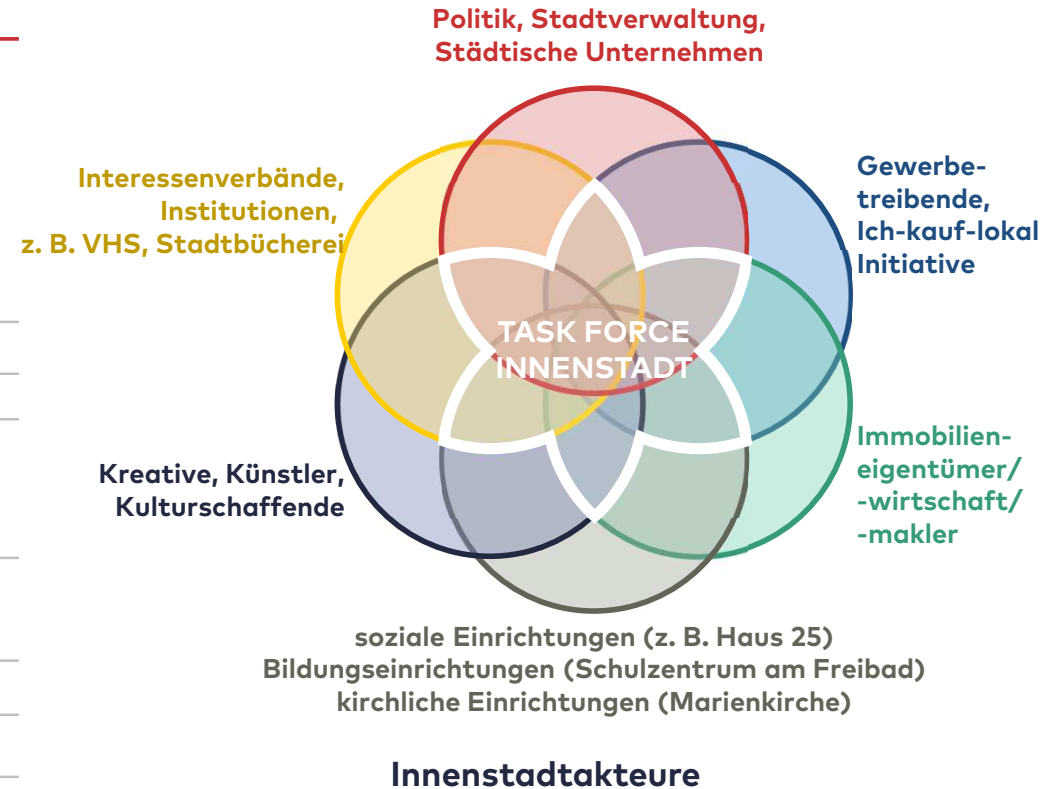 Politik, Stadtverwaltung,
Städtische Unternehmen
Interessenverbände,
Institutionen,
z. B. VHS, Stadtbücherei
Gewerbe-
treibende,
Ich-kauf-lokal
Initiative
TASK FORCE
INNENSTADT
Kreative, Künstler,
Kulturschaffende
Immobilien-
eigentümer/
-wirtschaft/
-makler
soziale Einrichtungen (z. B. Haus 25)
Bildungseinrichtungen (Schulzentrum am Freibad)
kirchliche Einrichtungen (Marienkirche)
Innenstadtakteure